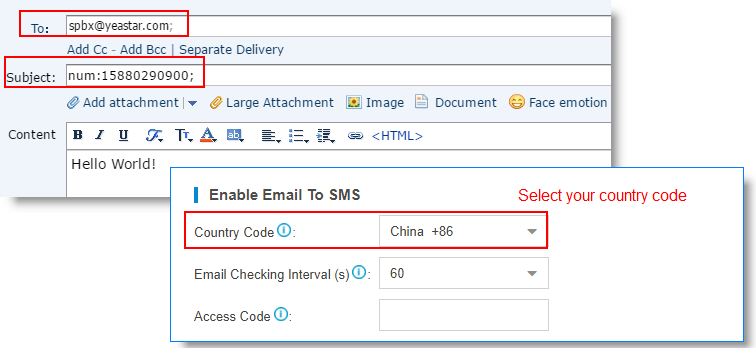 To: spbx@yeastar.com;
Add Cc - Add Bcc | Separate Delivery
Subject: num:15880290900;
Add attachment | Large Attachment Image Document Face emotion
Content B I U F TT A ab <HTML>
Hello World!
Enable Email To SMS Select your country code
Country Code i: China +86
Email Checking Interval (s) i: 60
Access Code i: